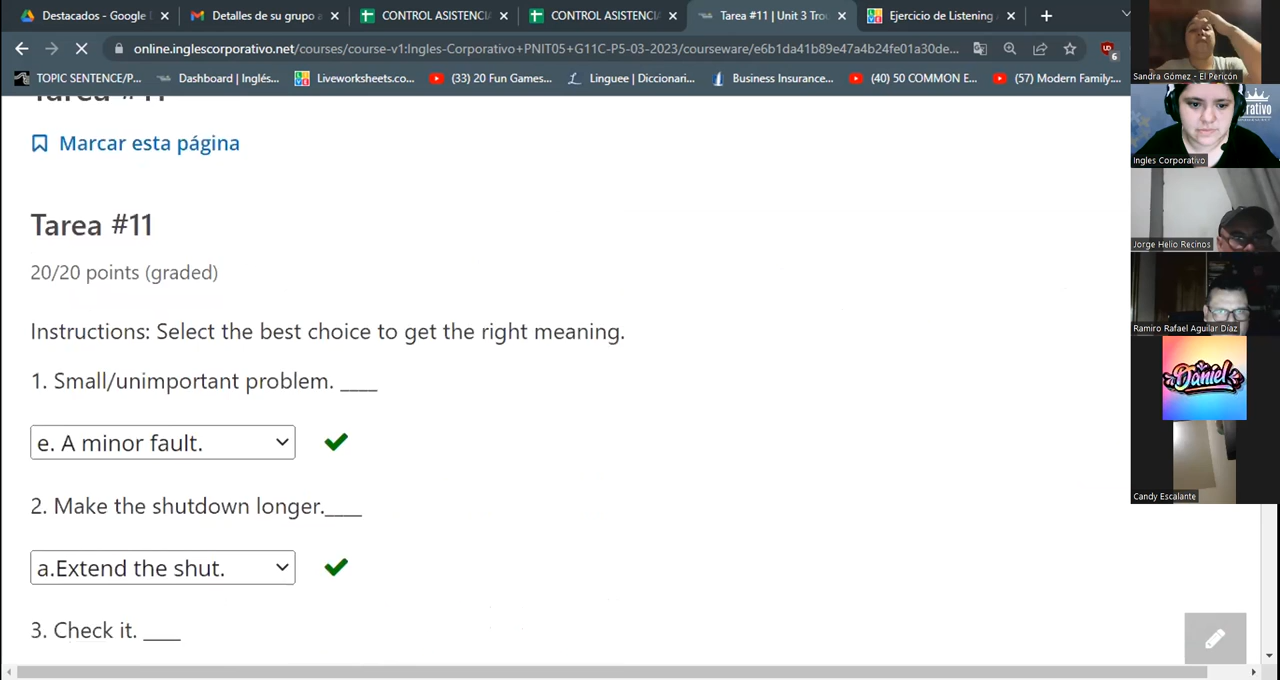 Destacados - Google
Detalles de su grupo a
CONTROL ASISTENCI
CONTROL ASISTENCI
Tarea #11 | Unit 3 Tro
Ejercicio de Listening
online.inglescorporativo.net/courses/course-v1:Ingles-Corporativo+PNIT05+G11C-P5-03-2023/courseware/e6b1da41b89e47a4b24fe01a30de...
6
TOPIC SENTENCE/P...
Dashboard | Inglés...
Liveworksheets.co...
(33) 20 Fun Games...
Linguee | Diccionari...
Business Insurance...
(40) 50 COMMON E...
(57) Modern Family:...
Tarea #11
Marcar esta página
Tarea #11
20/20 points (graded)
Instructions: Select the best choice to get the right meaning.
1. Small/unimportant problem. ____
e. A minor fault.
2. Make the shutdown longer.____
a.Extend the shut.
3. Check it. ____
Sandra Gómez - El Pericón
rativo
Ingles Corporativo
Jorge Helio Recinos
Ramiro Rafael Aguilar Díaz
Daniel
Candy Escalante